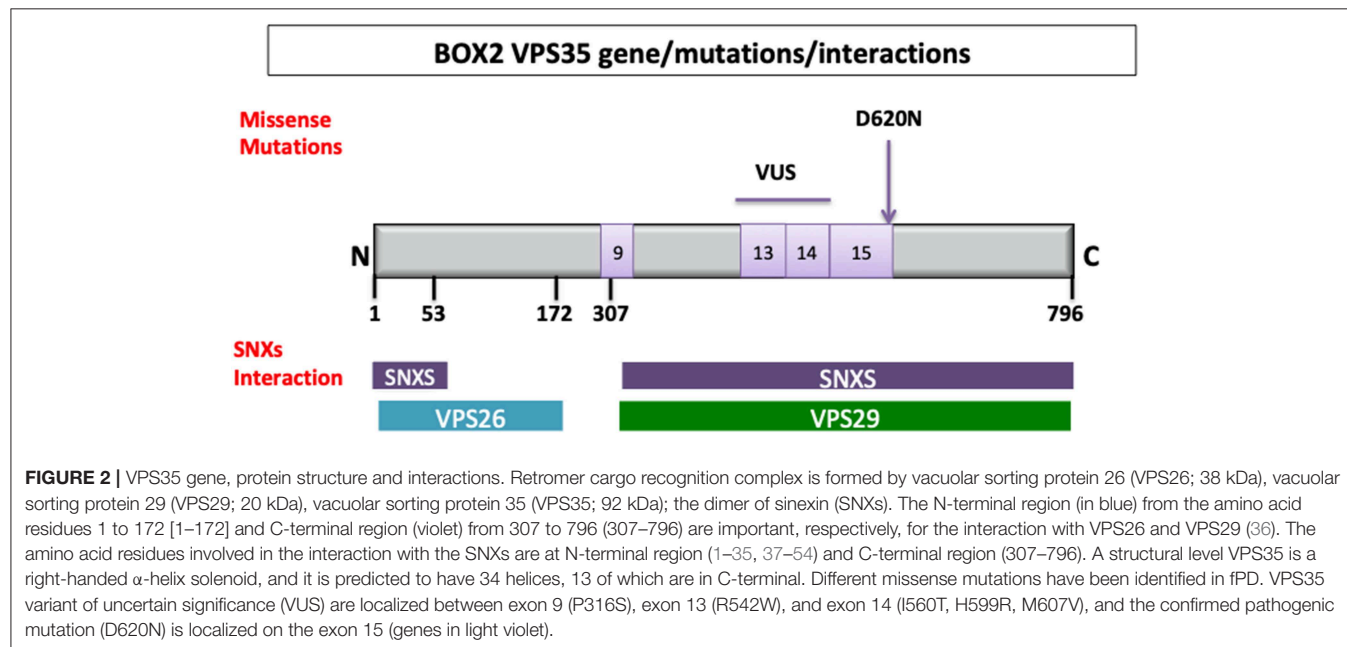 BOX2 VPS35 gene/mutations/interactions
Missense
Mutations
D620N
VUS
N
9
13
14
15
C
1
53
172
307
796
SNXs
Interaction
SNXS
SNXS
VPS26
VPS29
FIGURE 2 | VPS35 gene, protein structure and interactions. Retromer cargo recognition complex is formed by vacuolar sorting protein 26 (VPS26; 38 kDa), vacuolar
sorting protein 29 (VPS29; 20 kDa), vacuolar sorting protein 35 (VPS35; 92 kDa); the dimer of sinexin (SNXs). The N-terminal region (in blue) from the amino acid
residues 1 to 172 [1–172] and C-terminal region (violet) from 307 to 796 (307–796) are important, respectively, for the interaction with VPS26 and VPS29 (36). The
amino acid residues involved in the interaction with the SNXs are at N-terminal region (1–35, 37–54) and C-terminal region (307–796). A structural level VPS35 is a
right-handed α-helix solenoid, and it is predicted to have 34 helices, 13 of which are in C-terminal. Different missense mutations have been identified in fPD. VPS35
variant of uncertain significance (VUS) are localized between exon 9 (P316S), exon 13 (R542W), and exon 14 (I560T, H599R, M607V), and the confirmed pathogenic
mutation (D620N) is localized on the exon 15 (genes in light violet).